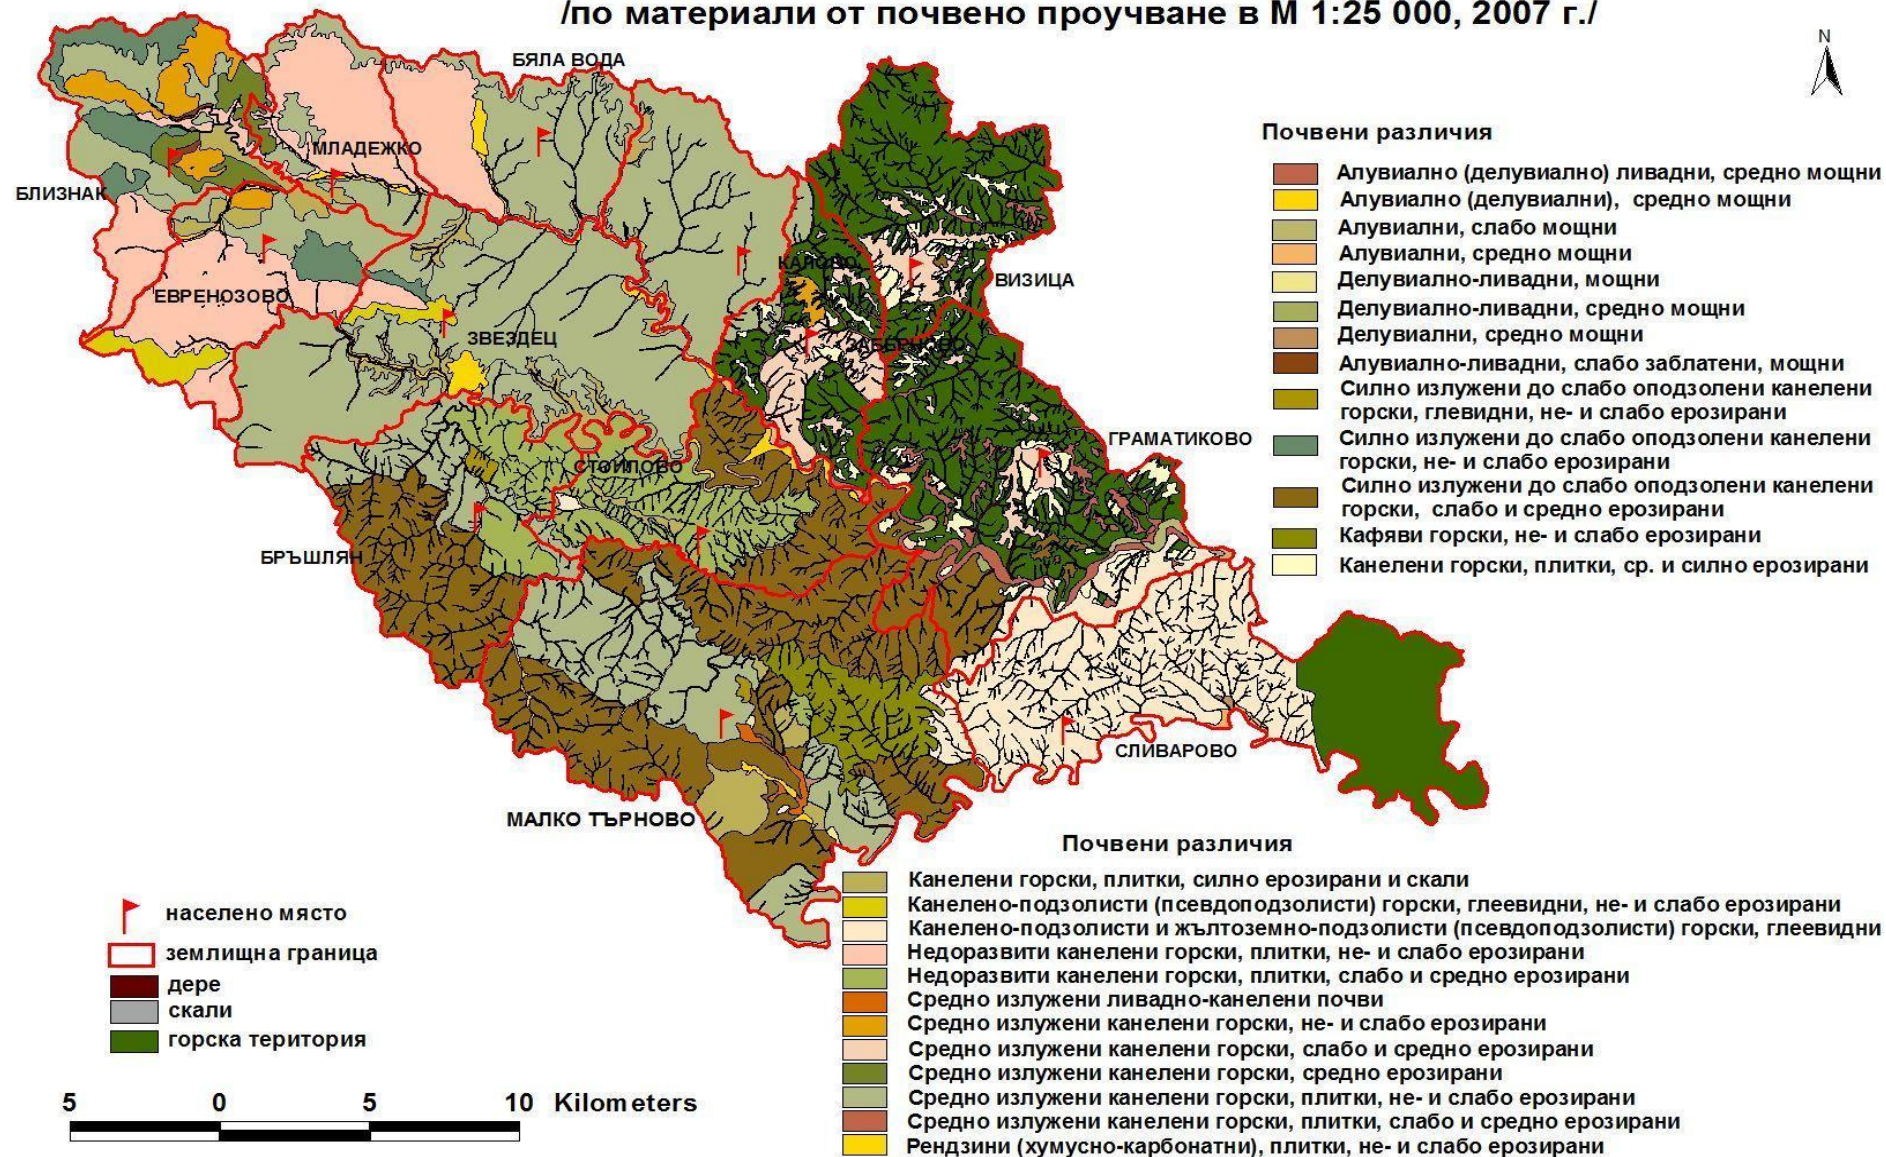 /по материали от почвено проучване в М 1:25 000, 2007 г./
N
БЯЛА ВОДА
МЛАДЕЖКО
БЛИЗНАК
КАЛОВО
ВИЗИЦА
ЕВРЕНОЗОВО
ЗВЕЗДЕЦ
ЗАБЕРНОВО
ГРАМАТИКОВО
СТОИЛОВО
БРЪШЛЯН
СЛИВАРОВО
МАЛКО ТЪРНОВО
Почвени различия
Алувиално (делувиално) ливадни, средно мощни
Алувиално (делувиални), средно мощни
Алувиални, слабо мощни
Алувиални, средно мощни
Делувиално-ливадни, мощни
Делувиално-ливадни, средно мощни
Делувиални, средно мощни
Алувиално-ливадни, слабо заблатени, мощни
Силно излужени до слабо оподзолени канелени
горски, глевидни, не- и слабо ерозирани
Силно излужени до слабо оподзолени канелени
горски, не- и слабо ерозирани
Силно излужени до слабо оподзолени канелени
горски, слабо и средно ерозирани
Кафяви горски, не- и слабо ерозирани
Канелени горски, плитки, ср. и силно ерозирани
Почвени различия
Канелени горски, плитки, силно ерозирани и скали
Канелено-подзолисти (псевдоподзолисти) горски, глеевидни, не- и слабо ерозирани
Канелено-подзолисти и жълтоземно-подзолисти (псевдоподзолисти) горски, глеевидни
Недоразвити канелени горски, плитки, не- и слабо ерозирани
Недоразвити канелени горски, плитки, слабо и средно ерозирани
Средно излужени ливадно-канелени почви
Средно излужени канелени горски, не- и слабо ерозирани
Средно излужени канелени горски, слабо и средно ерозирани
Средно излужени канелени горски, средно ерозирани
Средно излужени канелени горски, плитки, не- и слабо ерозирани
Средно излужени канелени горски, плитки, слабо и средно ерозирани
Рендзини (хумусно-карбонатни), плитки, не- и слабо ерозирани
населено място
землищна граница
дере
скали
горска територия
5 0 5 10 Kilometers